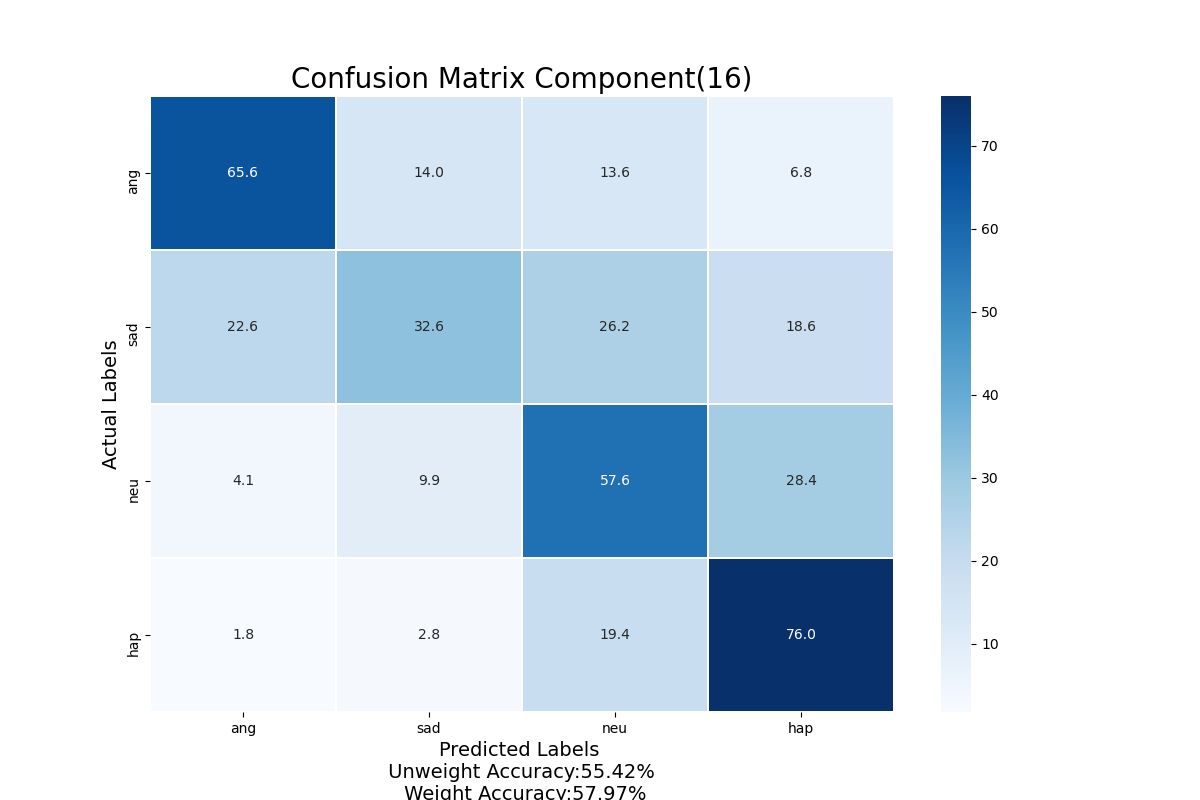 Confusion Matrix Component(16)
ang 65.6 14.0 13.6 6.8
sad 22.6 32.6 26.2 18.6
neu 4.1 9.9 57.6 28.4
hap 1.8 2.8 19.4 76.0
Actual Labels
ang sad neu hap
Predicted Labels
Unweight Accuracy:55.42%
Weight Accuracy:57.97%
70
60
50
40
30
20
10